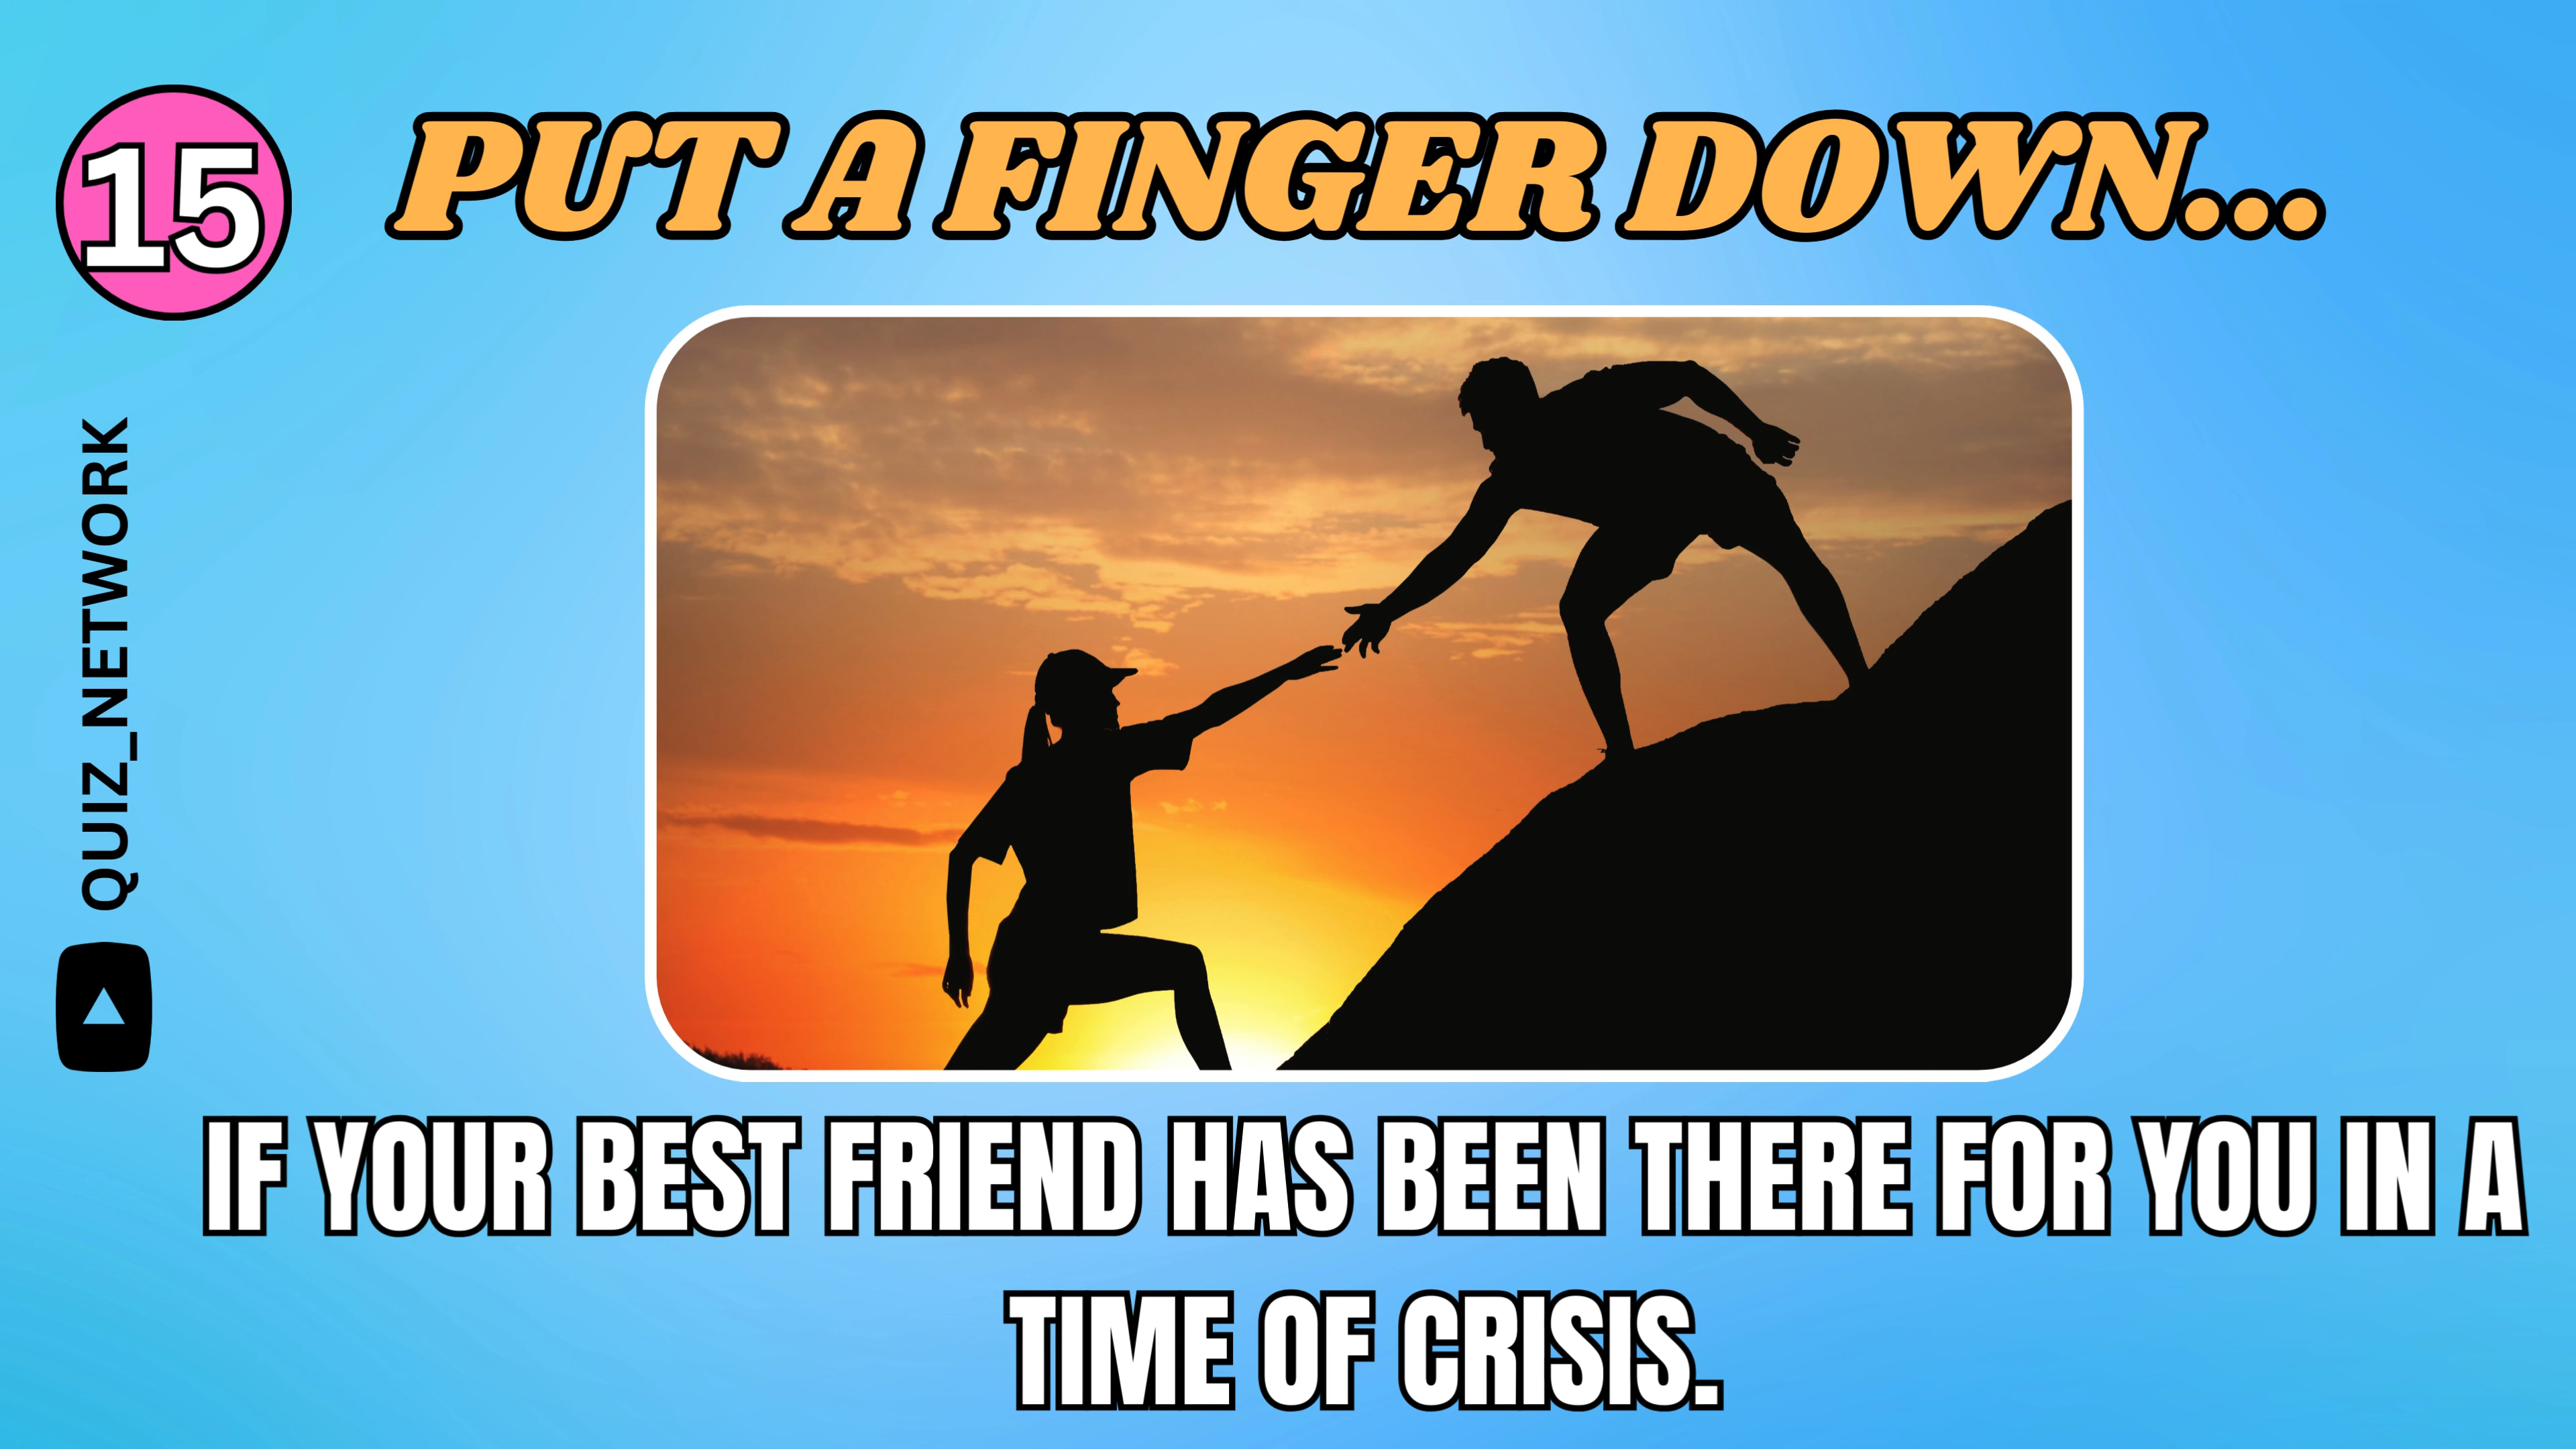 15
PUT A FINGER DOWN...
QUIZ_NETWORK
IF YOUR BEST FRIEND HAS BEEN THERE FOR YOU IN A
TIME OF CRISIS.